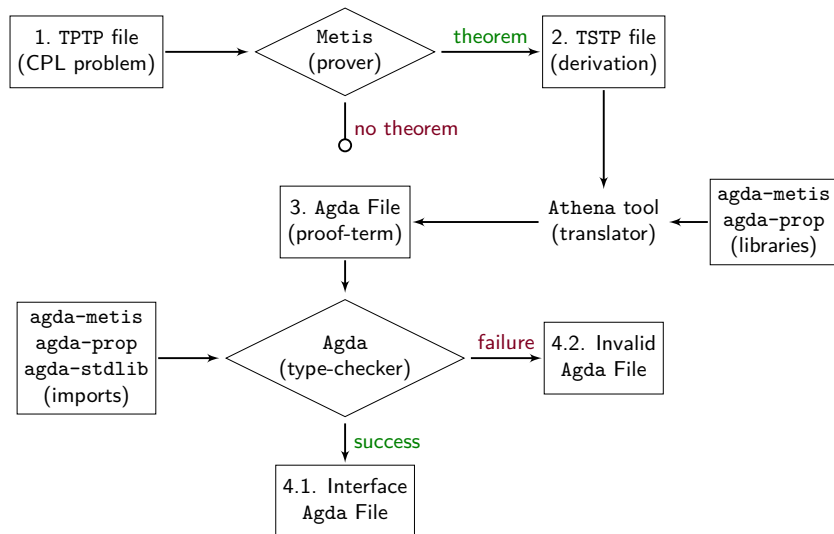 1. TPTP file
(CPL problem)
Metis
(prover)
theorem
2. TSTP file
(derivation)
no theorem
3. Agda File
(proof-term)
Athena tool
(translator)
agda-metis
agda-prop
(libraries)
agda-metis
agda-prop
agda-stdlib
(imports)
Agda
(type-checker)
failure
4.2. Invalid
Agda File
success
4.1. Interface
Agda File